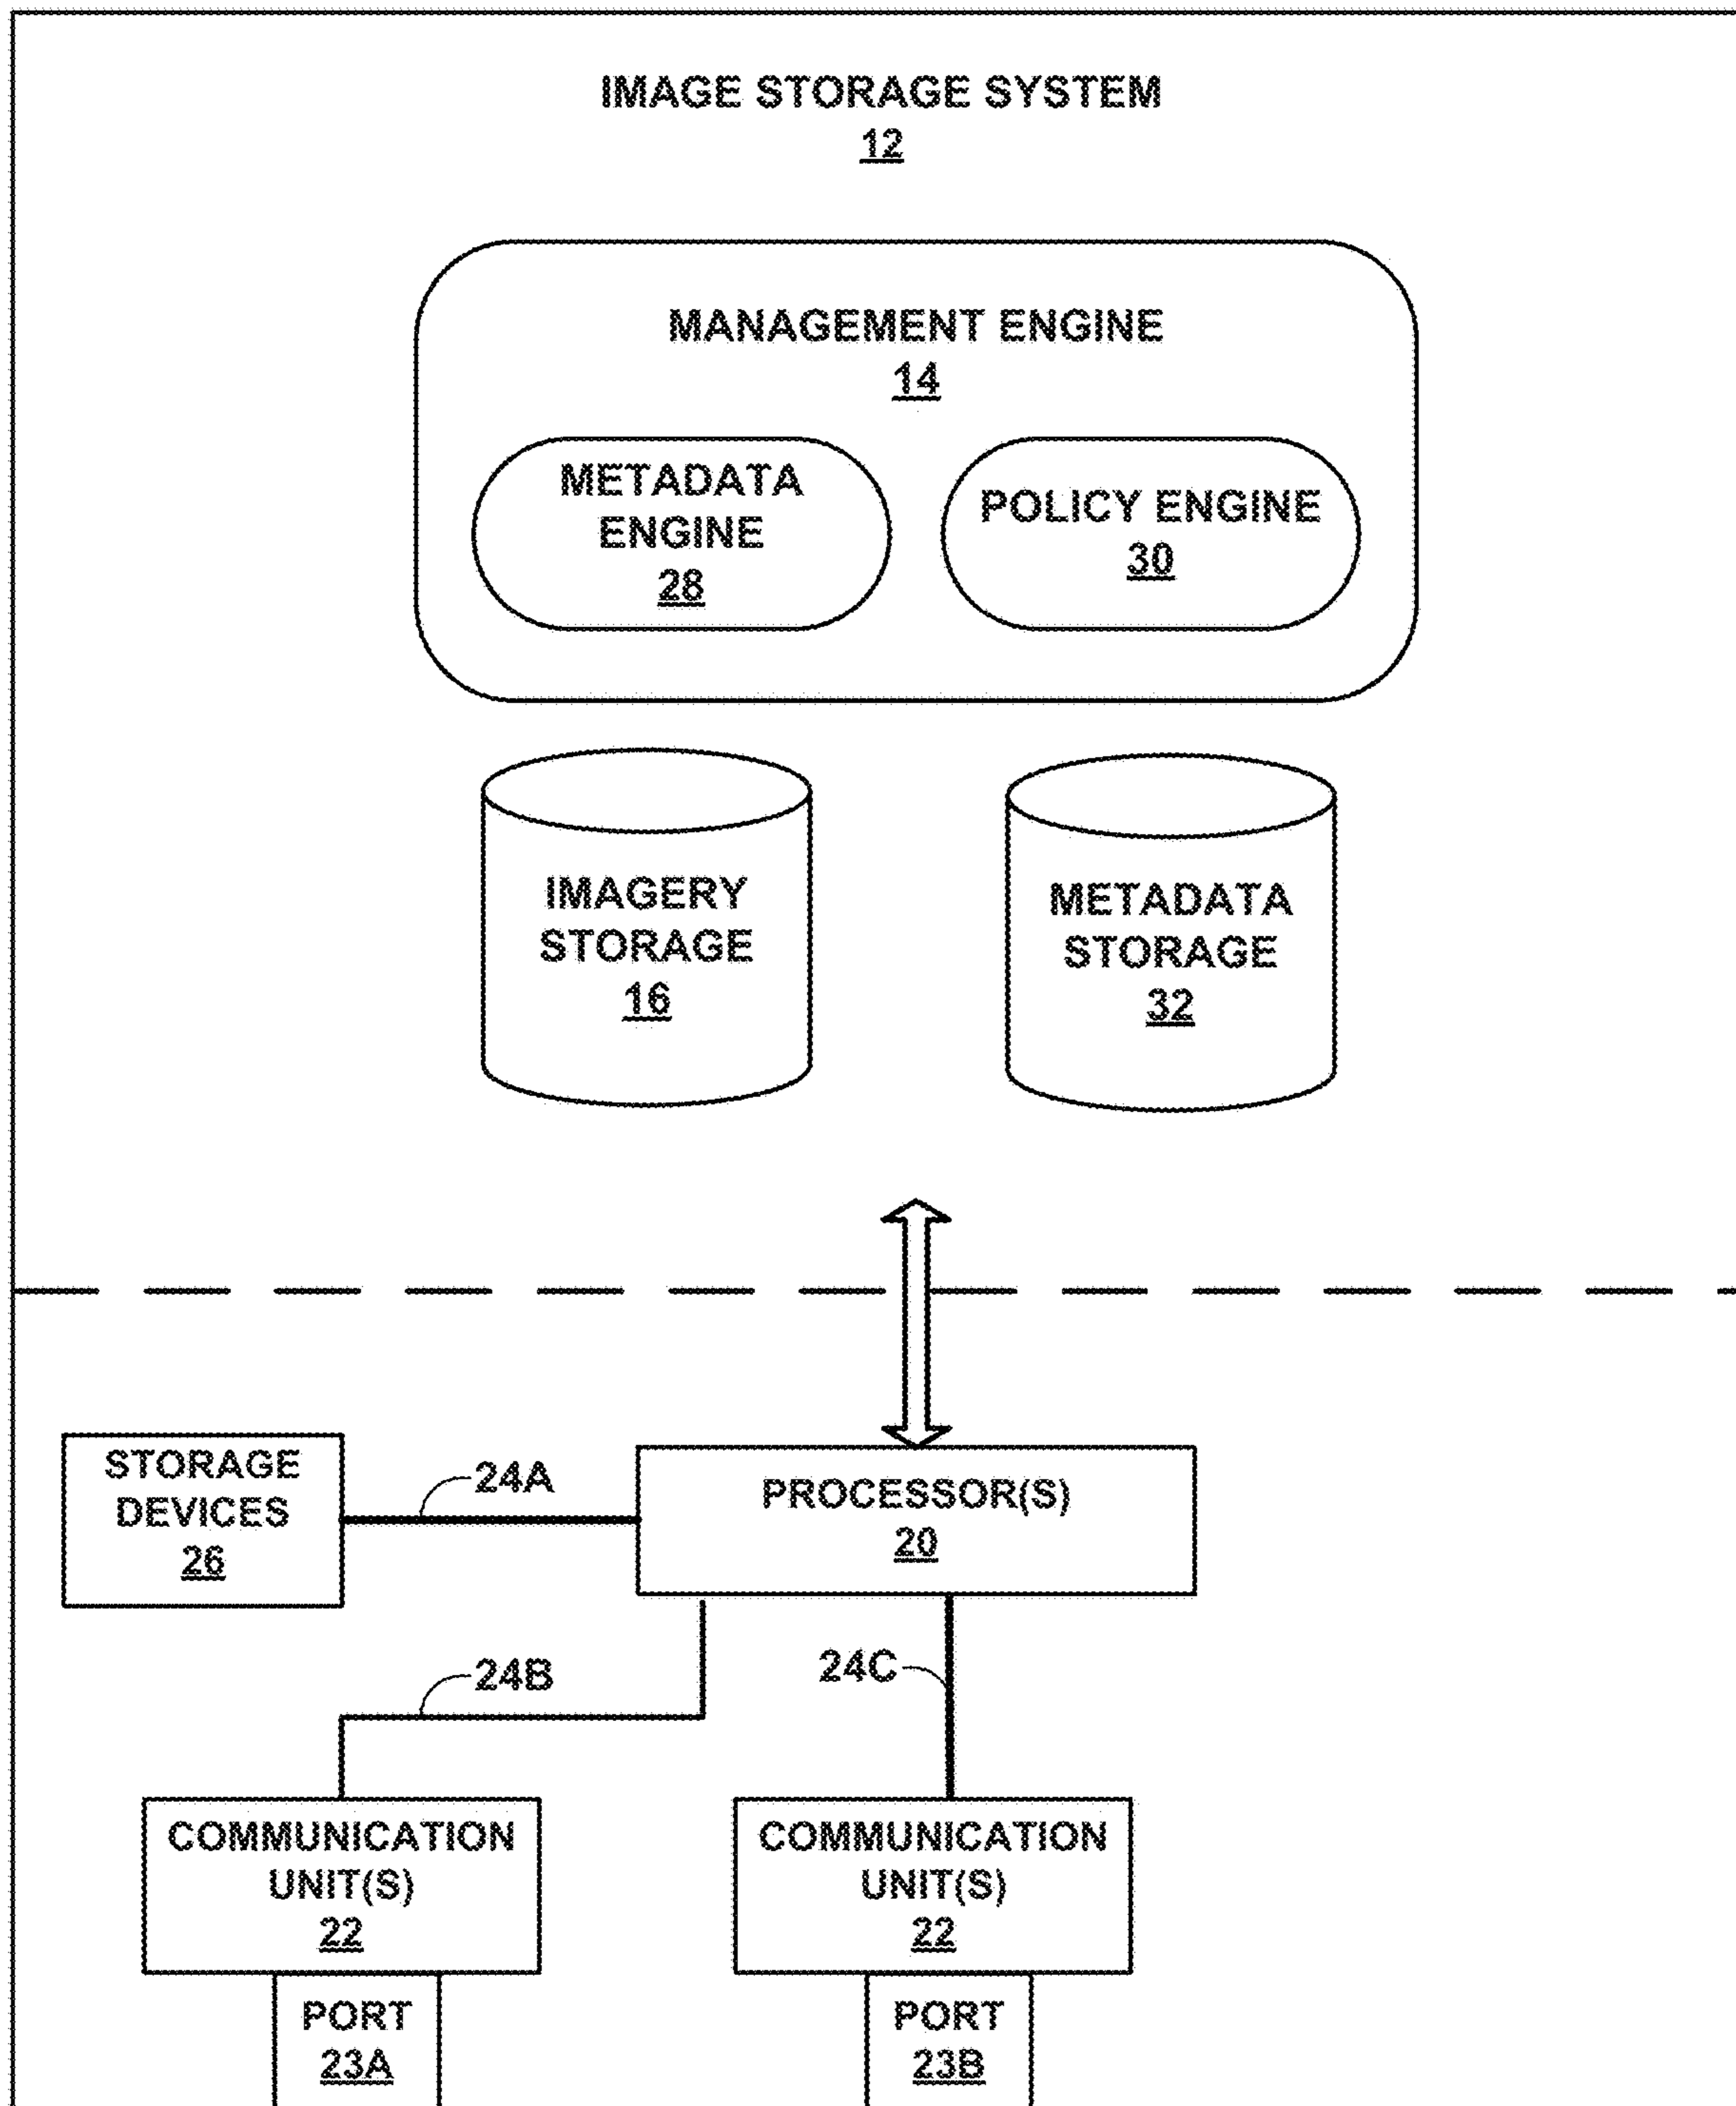 IMAGE STORAGE SYSTEM
12
MANAGEMENT ENGINE
14
METADATA
ENGINE
28
POLICY ENGINE
30
IMAGERY
STORAGE
16
METADATA
STORAGE
32
STORAGE
DEVICES
26
24A
PROCESSOR(S)
20
24B
24C
COMMUNICATION
UNIT(S)
22
COMMUNICATION
UNIT(S)
22
PORT
23A
PORT
23B